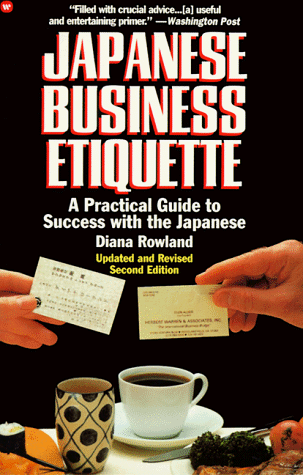 "Filled with crucial advice...[a] useful
and entertaining primer."—Washington Post
JAPANESE
BUSINESS
ETIQUETTE
A Practical Guide to
Success with the Japanese
Diana Rowland
Updated and Revised
Second Edition
HERBERT WARREN & ASSOCIATES, INC.